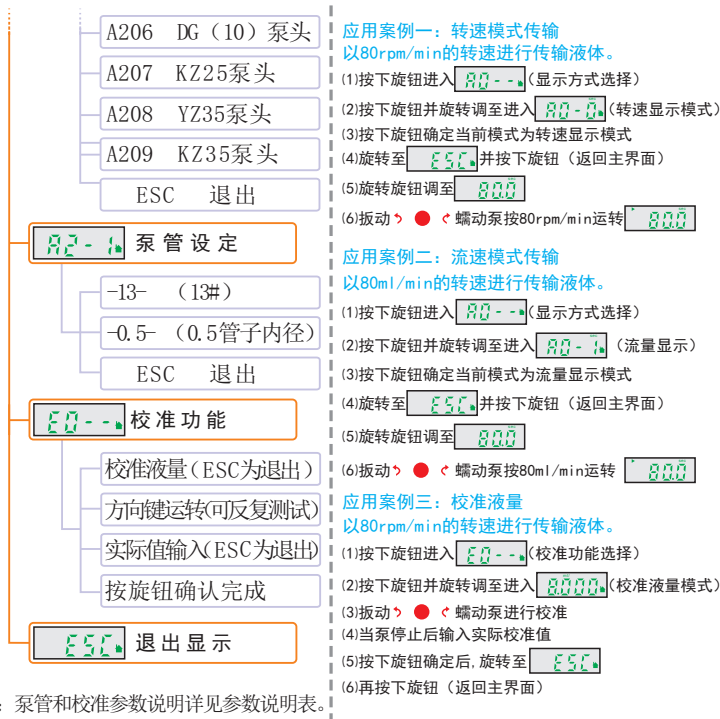 A206 DG（10）泵头
A207 KZ25泵头
A208 YZ35泵头
A209 KZ35泵头
ESC 退出
A2-1 泵管设定
-13- （13#）
-0.5- （0.5管子内径）
ESC 退出
E0-- 校准功能
校准液量（ESC为退出）
方向键运转(可反复测试)
实际值输入(ESC为退出)
按旋钮确认完成
ESC 退出显示
：泵管和校准参数说明详见参数说明表。
应用案例一：转速模式传输
以80rpm/min的转速进行传输液体。
(1)按下旋钮进入 A0-- (显示方式选择)
(2)按下旋钮并旋转调至进入 A0-0 (转速显示模式)
(3)按下旋钮确定当前模式为转速显示模式
(4)旋转至 ESC 并按下旋钮（返回主界面）
(5)旋转旋钮调至 80.0
(6)扳动 蠕动泵按80rpm/min运转 80.0
应用案例二：流速模式传输
以80ml/min的转速进行传输液体。
(1)按下旋钮进入 A0-- (显示方式选择)
(2)按下旋钮并旋转调至进入 A0-1 （流量显示）
(3)按下旋钮确定当前模式为流量显示模式
(4)旋转至 ESC 并按下旋钮（返回主界面）
(5)旋转旋钮调至 80.0
(6)扳动 蠕动泵按80ml/min运转 80.0
应用案例三：校准液量
以80rpm/min的转速进行传输液体。
(1)按下旋钮进入 E0-- (校准功能选择)
(2)按下旋钮并旋转调至进入 8.000 (校准液量模式)
(3)扳动 蠕动泵进行校准
(4)当泵停止后输入实际校准值
(5)按下旋钮确定后,旋转至 ESC
(6)再按下旋钮（返回主界面）